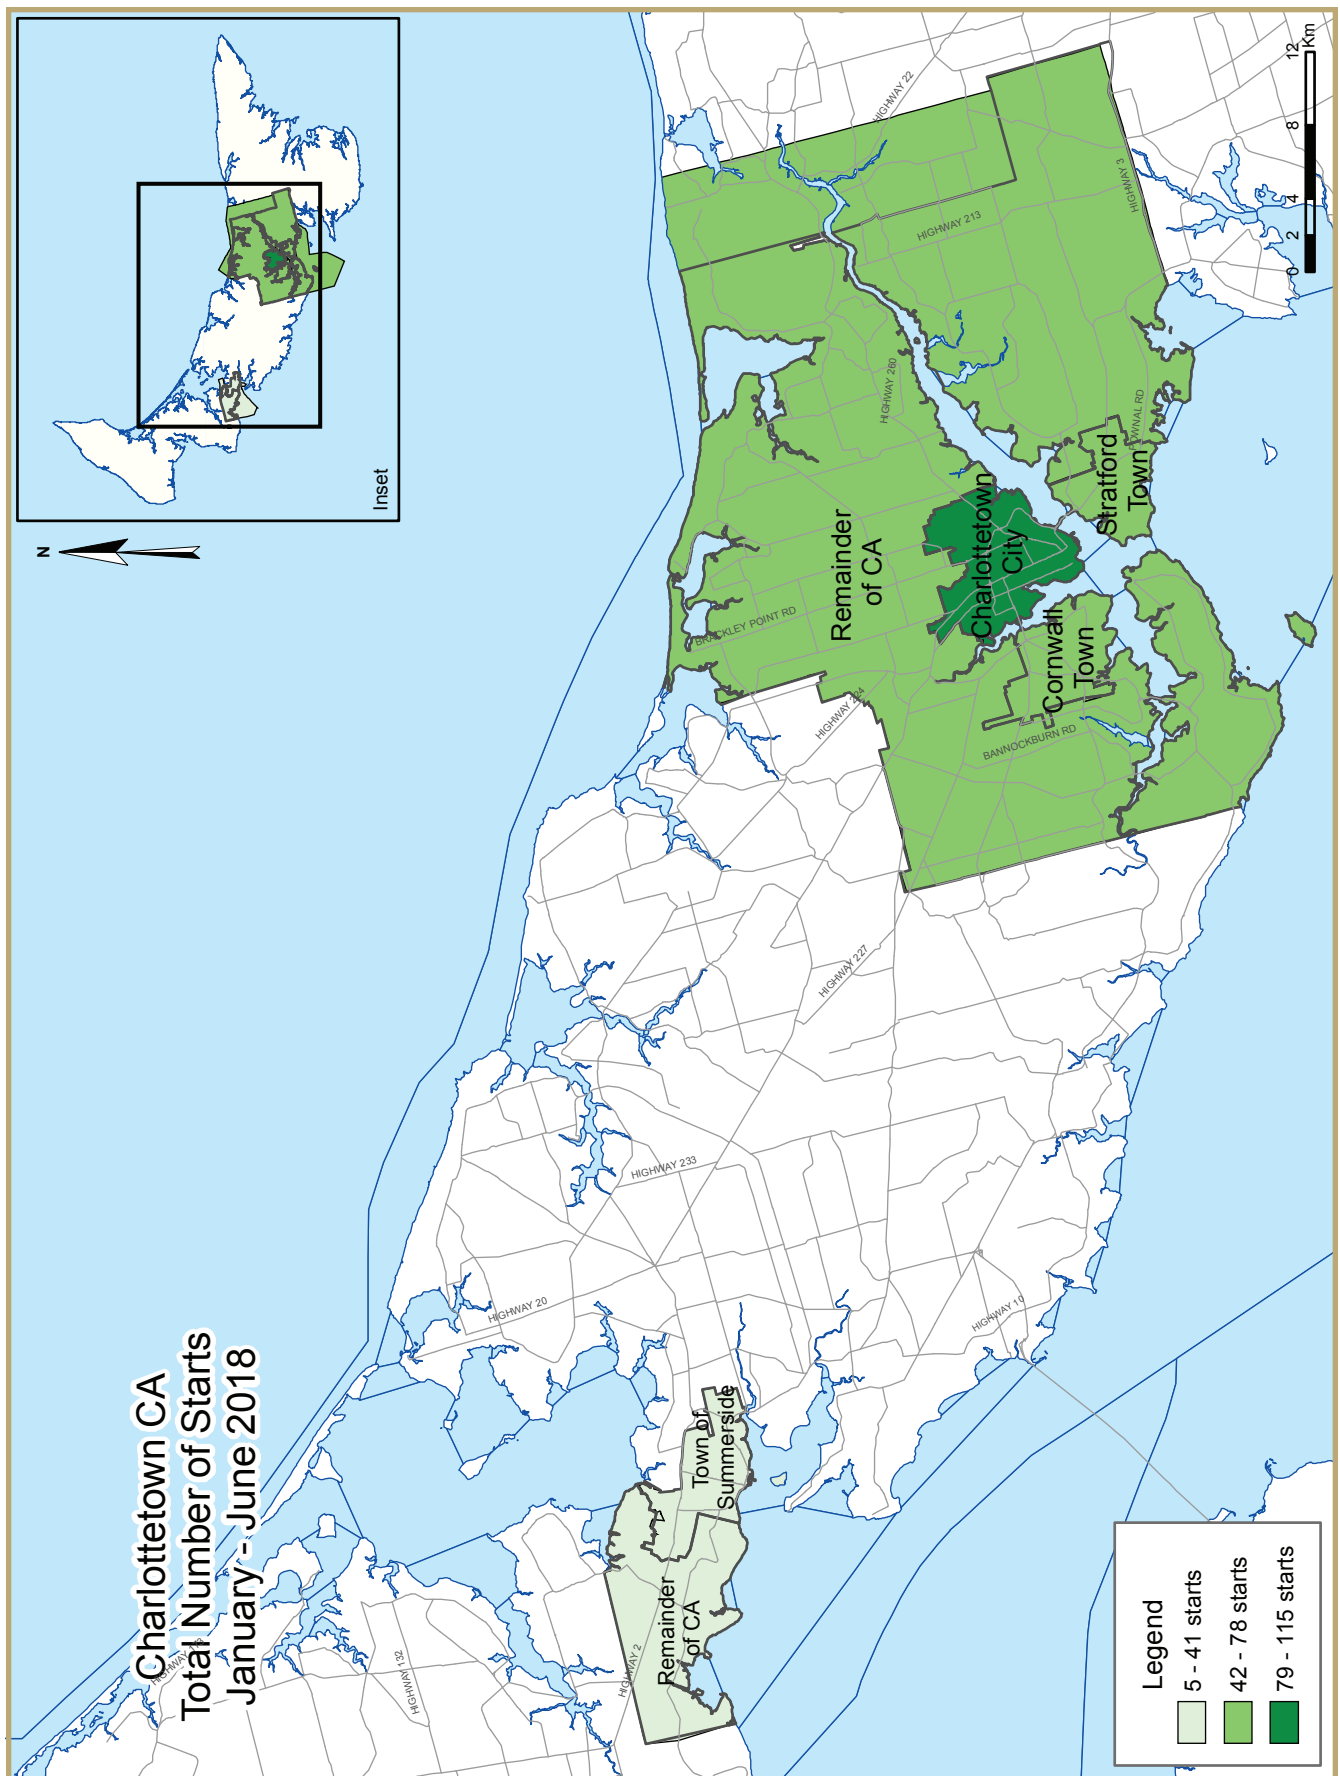 Charlottetown CA
Total Number of Starts
January - June 2018
N
Inset
HIGHWAY 132
HIGHWAY 2
HIGHWAY 20
HIGHWAY 233
HIGHWAY 10
HIGHWAY 227
HIGHWAY 224
BRACKLEY POINT RD
BANNOCKBURN RD
HIGHWAY 260
HIGHWAY 213
HIGHWAY 22
HIGHWAY 3
Remainder
of CA
Town of
Summerside
Remainder
of CA
Charlottetown
City
Cornwall
Town
Stratford
Town
Legend
5 - 41 starts
42 - 78 starts
79 - 115 starts
0 2 4 8 12
Km